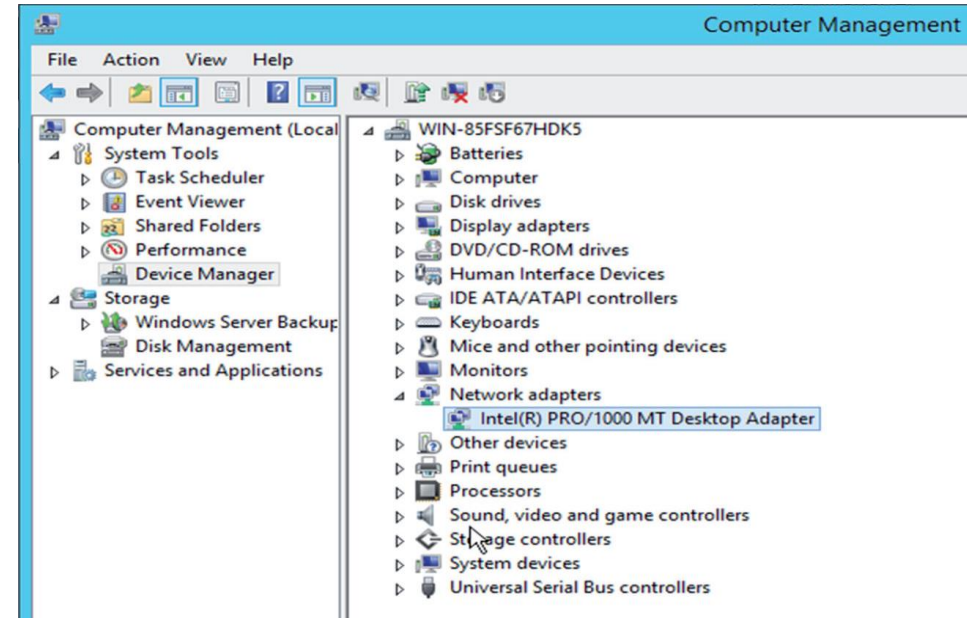 Computer Management
File Action View Help
Computer Management (Local
System Tools
Task Scheduler
Event Viewer
Shared Folders
Performance
Device Manager
Storage
Windows Server Backup
Disk Management
Services and Applications
WIN-85FSF67HDK5
Batteries
Computer
Disk drives
Display adapters
DVD/CD-ROM drives
Human Interface Devices
IDE ATA/ATAPI controllers
Keyboards
Mice and other pointing devices
Monitors
Network adapters
Intel(R) PRO/1000 MT Desktop Adapter
Other devices
Print queues
Processors
Sound, video and game controllers
Storage controllers
System devices
Universal Serial Bus controllers